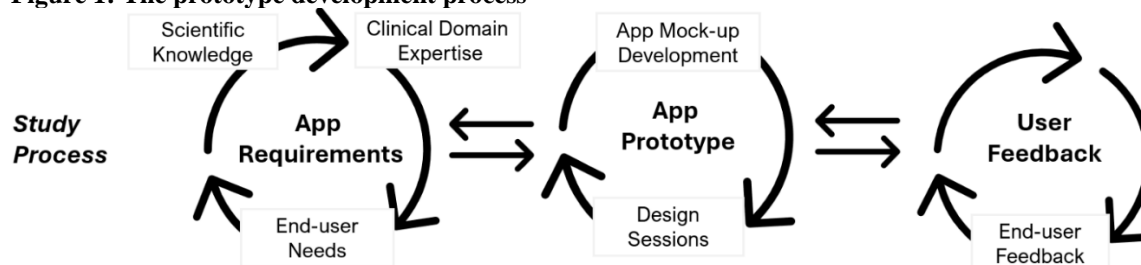 Figure 1: The prototype development process
Scientific
Knowledge
Clinical Domain
Expertise
App Mock-up
Development
Study
Process
App
Requirements
App
Prototype
User
Feedback
End-user
Needs
Design
Sessions
End-user
Feedback